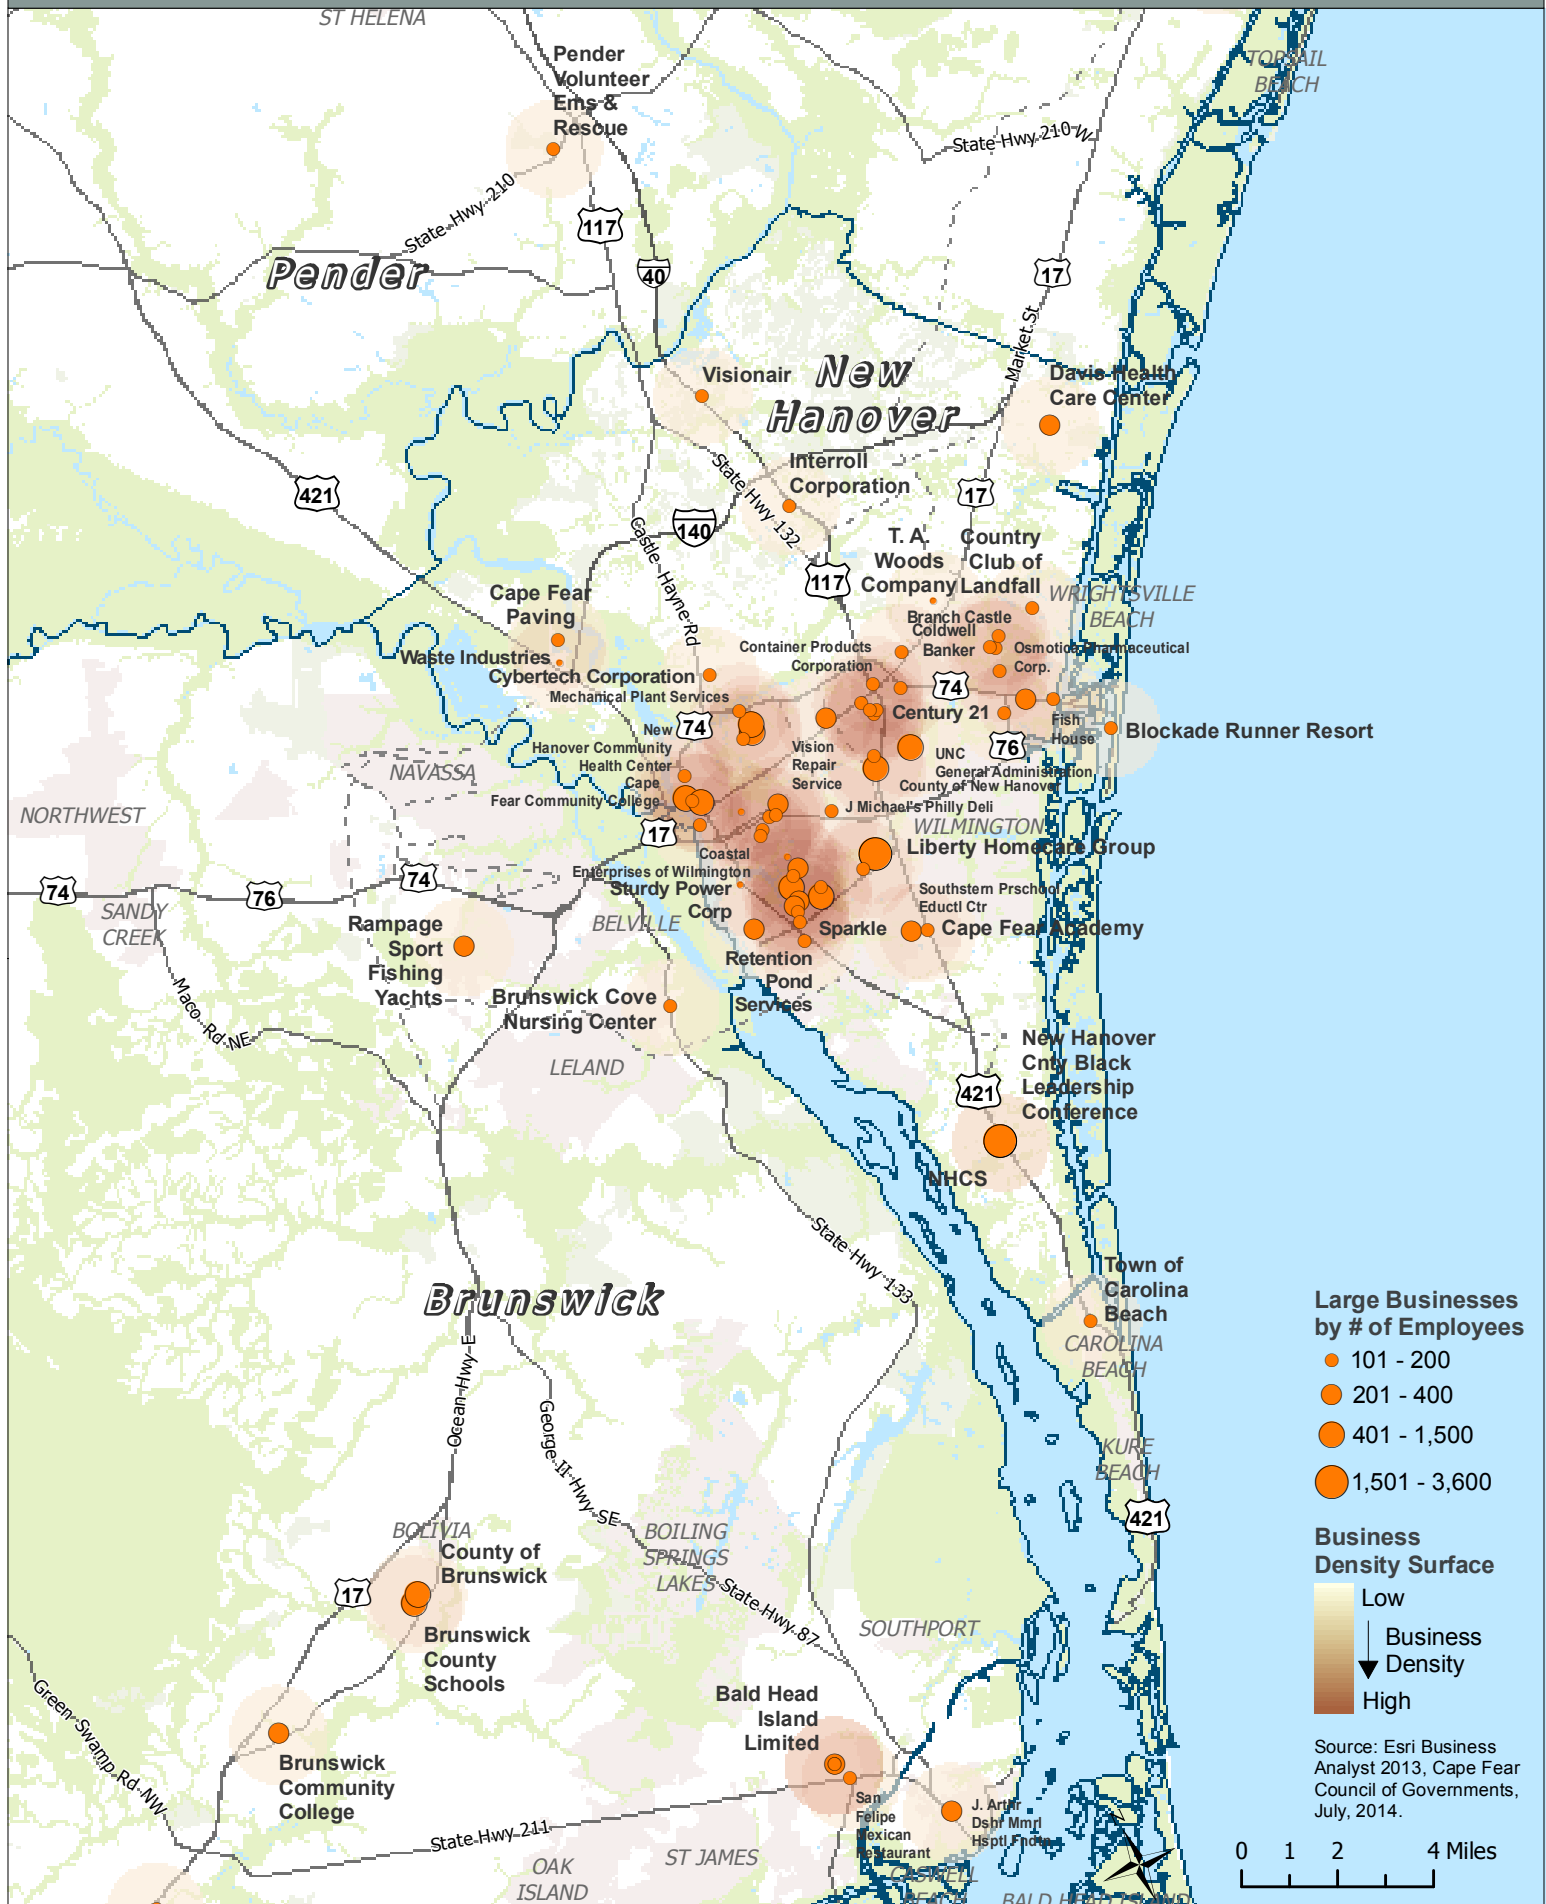 ST HELENA
TOPSAIL
BEACH
Pender
Volunteer
Ems &
Rescue
State Hwy 210 W
State Hwy 210
117
40
17
Pender
Market St
Visionair
New
Hanover
Davis Health
Care Center
Interroll
Corporation
State Hwy 132
421
140
17
Castle Hayne Rd
117
T. A.
Woods
Company
Country
Club of
Landfall
Cape Fear
Paving
WRIGHTSVILLE
BEACH
Branch Castle
Coldwell
Banker
Container Products
Corporation
Osmotica Pharmaceutical
Corp.
Waste Industries
Cybertech Corporation
Mechanical Plant Services
74
74
Century 21
Fish
House
Blockade Runner Resort
76
New
Hanover Community
Health Center
Vision
Repair
Service
UNC
General Administration
County of New Hanover
NAVASSA
Cape
Fear Community College
J Michael's Philly Deli
NORTHWEST
17
WILMINGTON
Liberty Homecare Group
Coastal
Enterprises of Wilmington
74
76
74
Sturdy Power
Corp
Southstern Prschool
Eductl Ctr
SANDY
CREEK
Rampage
Sport
Fishing
Yachts
BELVILLE
Sparkle
Cape Fear Academy
Retention
Pond
Services
Maco Rd NE
Brunswick Cove
Nursing Center
LELAND
New Hanover
Cnty Black
Leadership
Conference
421
NHCS
State Hwy 133
Town of
Carolina
Beach
CAROLINA
BEACH
Brunswick
Ocean Hwy E
George II Hwy SE
KURE
BEACH
421
BOLIVIA
County of
Brunswick
BOILING
SPRINGS
LAKES
17
State Hwy 87
Brunswick
County
Schools
SOUTHPORT
Green Swamp Rd NW
Bald Head
Island
Limited
Brunswick
Community
College
San
Felipe
Mexican
Restaurant
J. Arthr
Dshr Mmrl
Hsptl Fndtn
State Hwy 211
OAK
ISLAND
ST JAMES
CASWELL
BEACH
BALD HEAD ISLAND
Large Businesses
by # of Employees
101 - 200
201 - 400
401 - 1,500
1,501 - 3,600
Business
Density Surface
Low
Business
Density
High
Source: Esri Business
Analyst 2013, Cape Fear
Council of Governments,
July, 2014.
0 1 2 4 Miles